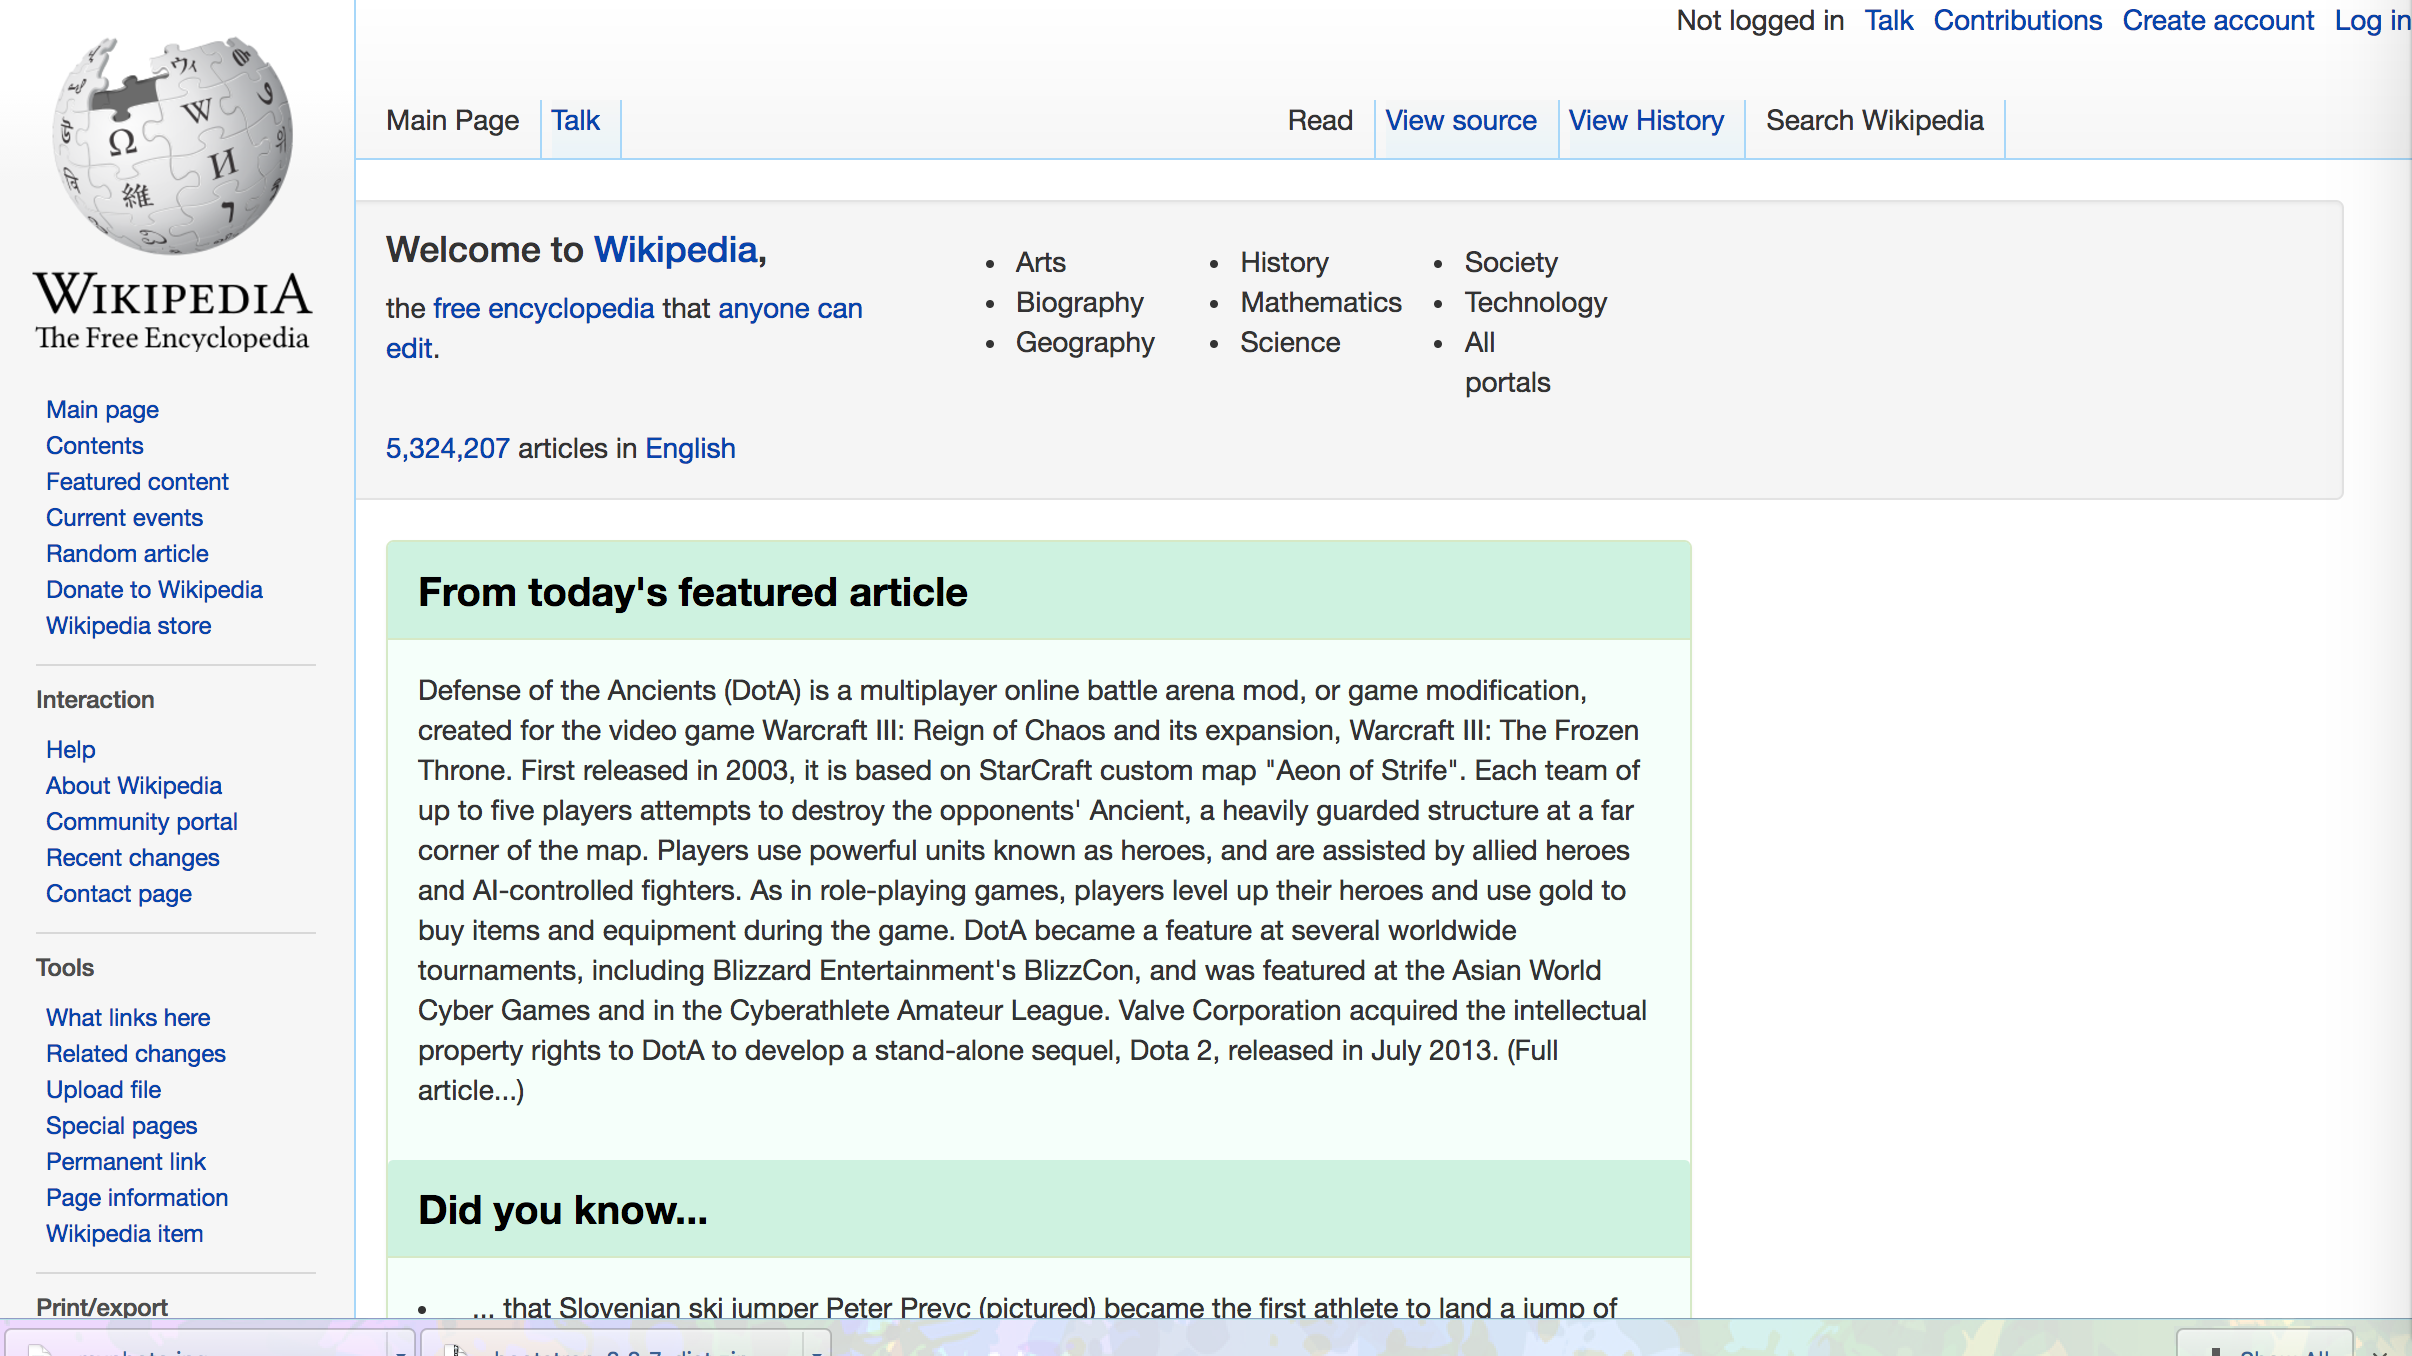 Not logged in Talk Contributions Create account Log in
Main Page Talk Read View source View History Search Wikipedia
WIKIPEDIA
The Free Encyclopedia
Main page
Contents
Featured content
Current events
Random article
Donate to Wikipedia
Wikipedia store
Interaction
Help
About Wikipedia
Community portal
Recent changes
Contact page
Tools
What links here
Related changes
Upload file
Special pages
Permanent link
Page information
Wikipedia item
Print/export
Welcome to Wikipedia,
the free encyclopedia that anyone can
edit.
5,324,207 articles in English
• Arts
• Biography
• Geography
• History
• Mathematics
• Science
• Society
• Technology
• All
portals
From today's featured article
Defense of the Ancients (DotA) is a multiplayer online battle arena mod, or game modification,
created for the video game Warcraft III: Reign of Chaos and its expansion, Warcraft III: The Frozen
Throne. First released in 2003, it is based on StarCraft custom map "Aeon of Strife". Each team of
up to five players attempts to destroy the opponents' Ancient, a heavily guarded structure at a far
corner of the map. Players use powerful units known as heroes, and are assisted by allied heroes
and AI-controlled fighters. As in role-playing games, players level up their heroes and use gold to
buy items and equipment during the game. DotA became a feature at several worldwide
tournaments, including Blizzard Entertainment's BlizzCon, and was featured at the Asian World
Cyber Games and in the Cyberathlete Amateur League. Valve Corporation acquired the intellectual
property rights to DotA to develop a stand-alone sequel, Dota 2, released in July 2013. (Full
article...)
Did you know...
• ... that Slovenian ski jumper Peter Prevc (pictured) became the first athlete to land a jump of
Show All